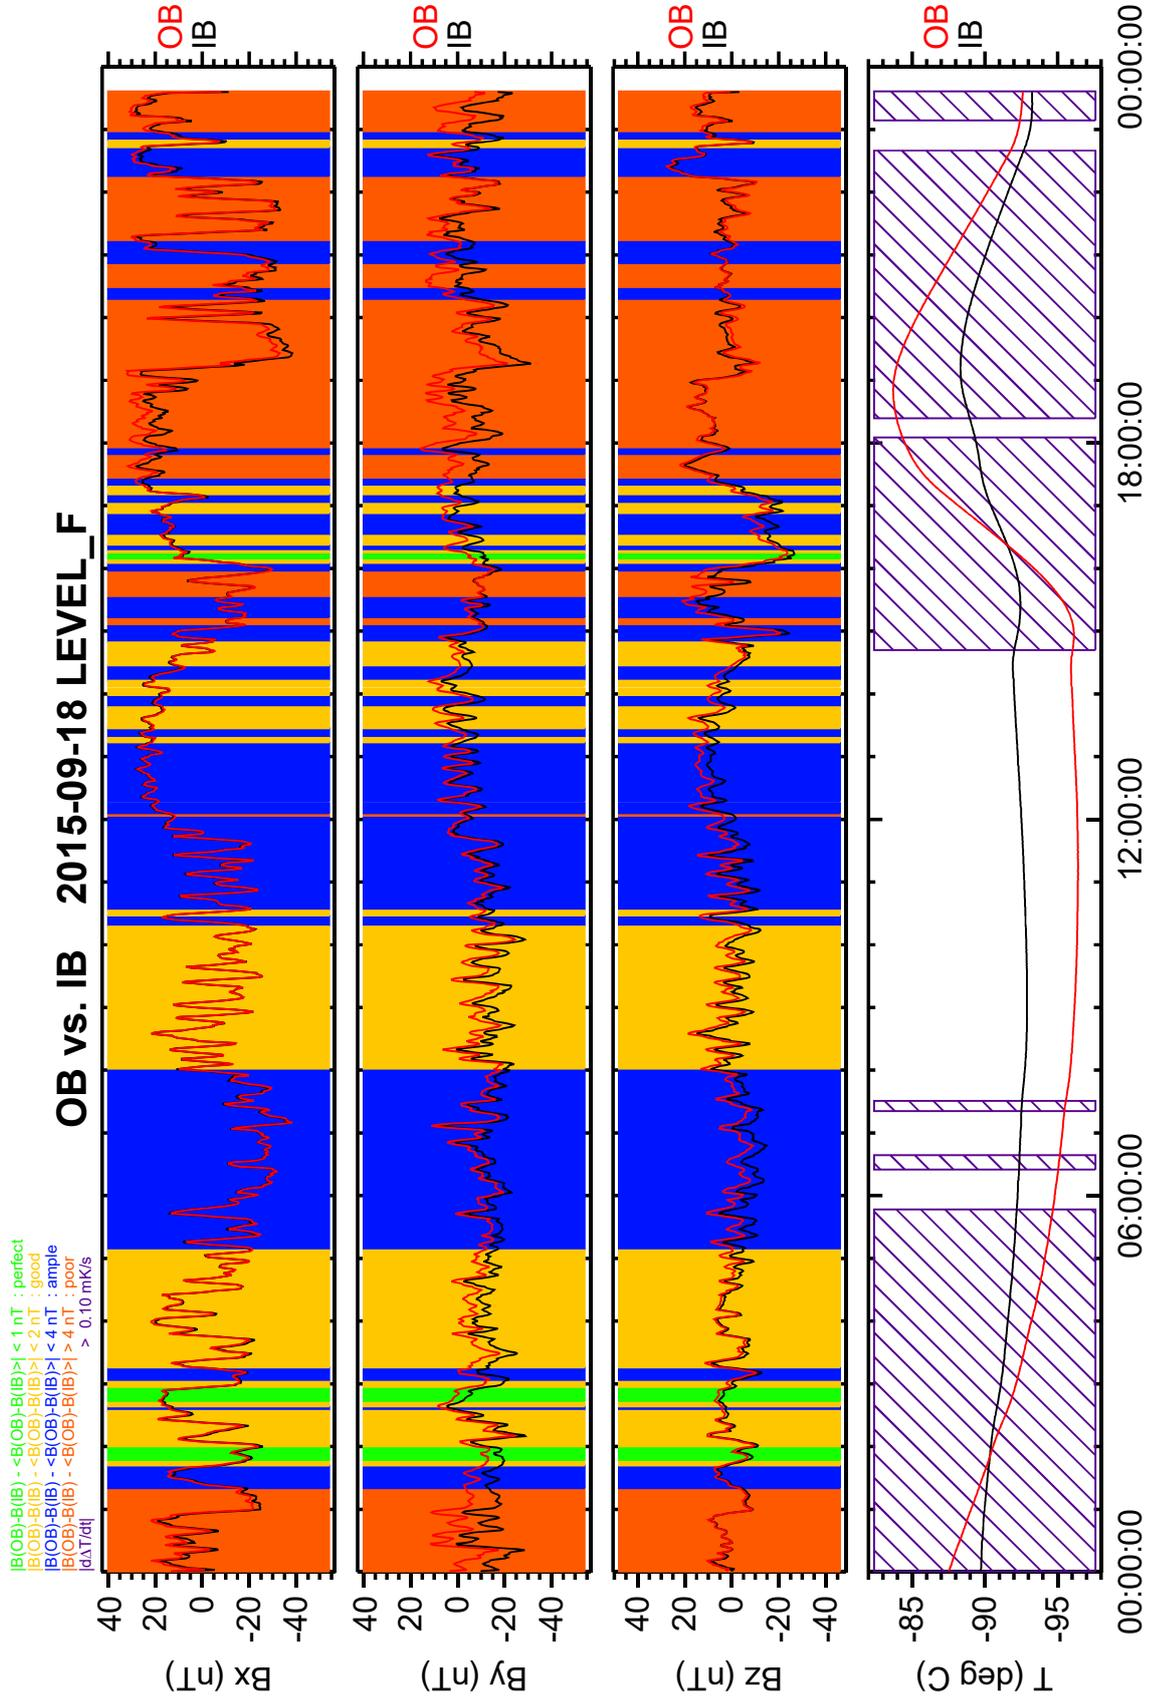 OB vs. IB 2015-09-18 LEVEL_F
|B(OB)-B(IB) - <B(OB)-B(IB)>| < 1 nT : perfect
|B(OB)-B(IB) - <B(OB)-B(IB)>| < 2 nT : good
|B(OB)-B(IB) - <B(OB)-B(IB)>| < 4 nT : ample
|B(OB)-B(IB) - <B(OB)-B(IB)>| > 4 nT : poor
|dΔT/dt| > 0.10 mK/s
Bx (nT)
40
20
0
-20
-40
OB
IB
By (nT)
40
20
0
-20
-40
OB
IB
Bz (nT)
40
20
0
-20
-40
OB
IB
T (deg C)
-85
-90
-95
OB
IB
00:00:00
06:00:00
12:00:00
18:00:00
00:00:00